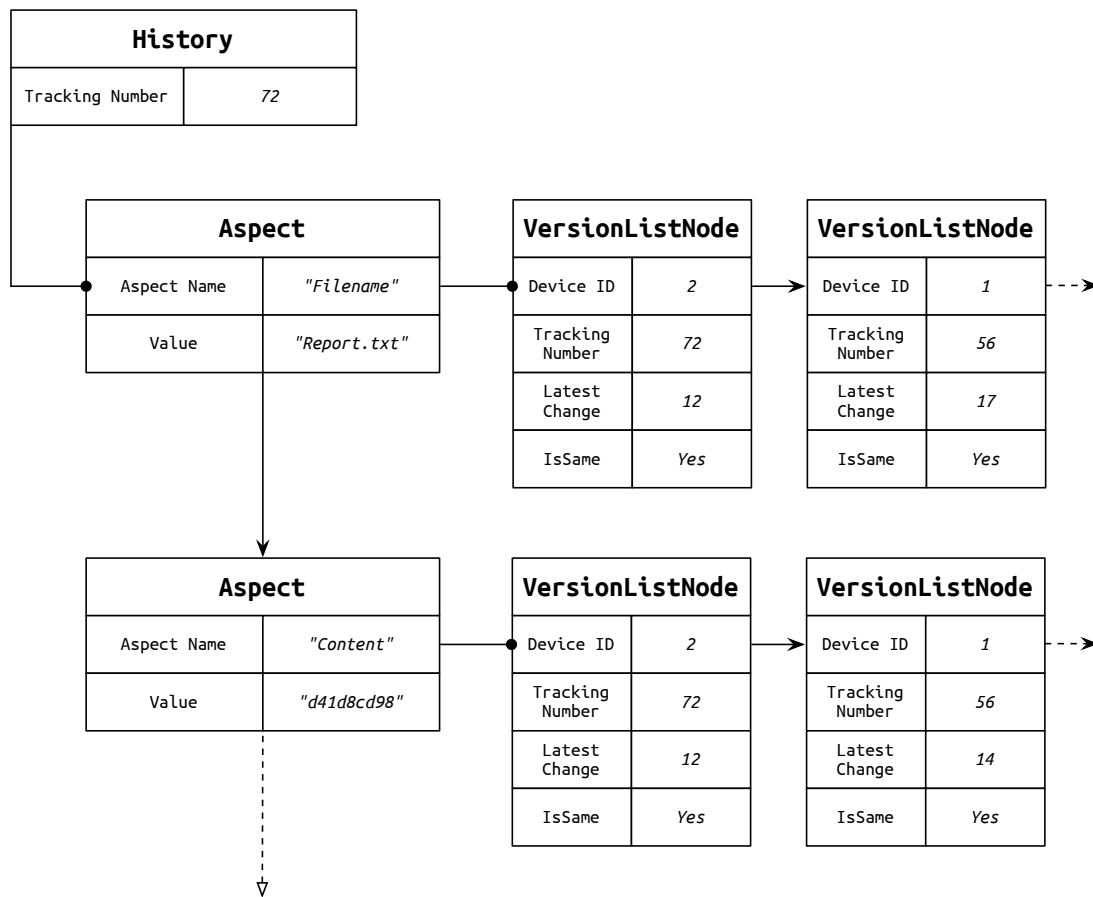 History
Tracking Number 72
Aspect
Aspect Name "Filename"
Value "Report.txt"
VersionListNode
Device ID 2
Tracking
Number 72
Latest
Change 12
IsSame Yes
VersionListNode
Device ID 1
Tracking
Number 56
Latest
Change 17
IsSame Yes
Aspect
Aspect Name "Content"
Value "d41d8cd98"
VersionListNode
Device ID 2
Tracking
Number 72
Latest
Change 12
IsSame Yes
VersionListNode
Device ID 1
Tracking
Number 56
Latest
Change 14
IsSame Yes